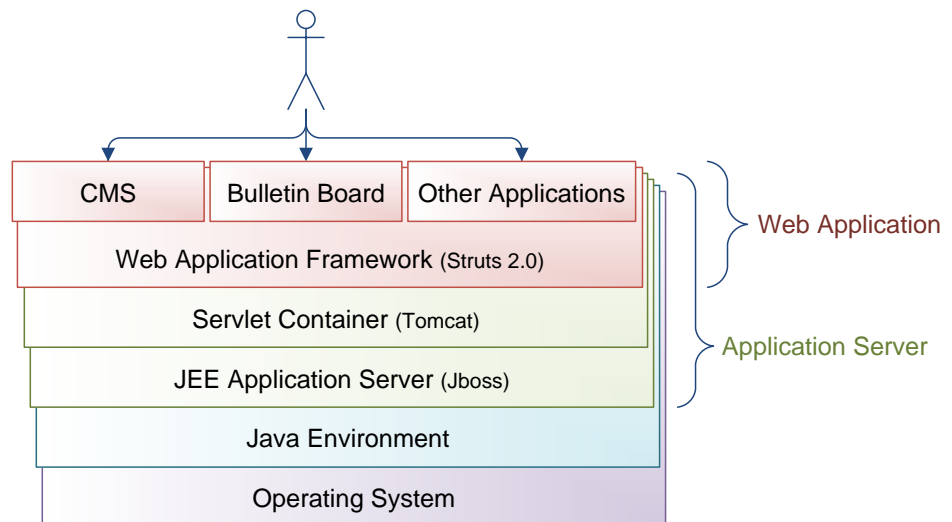 CMS
Bulletin Board
Other Applications
Web Application Framework (Struts 2.0)
Servlet Container (Tomcat)
JEE Application Server (Jboss)
Java Environment
Operating System
Web Application
Application Server